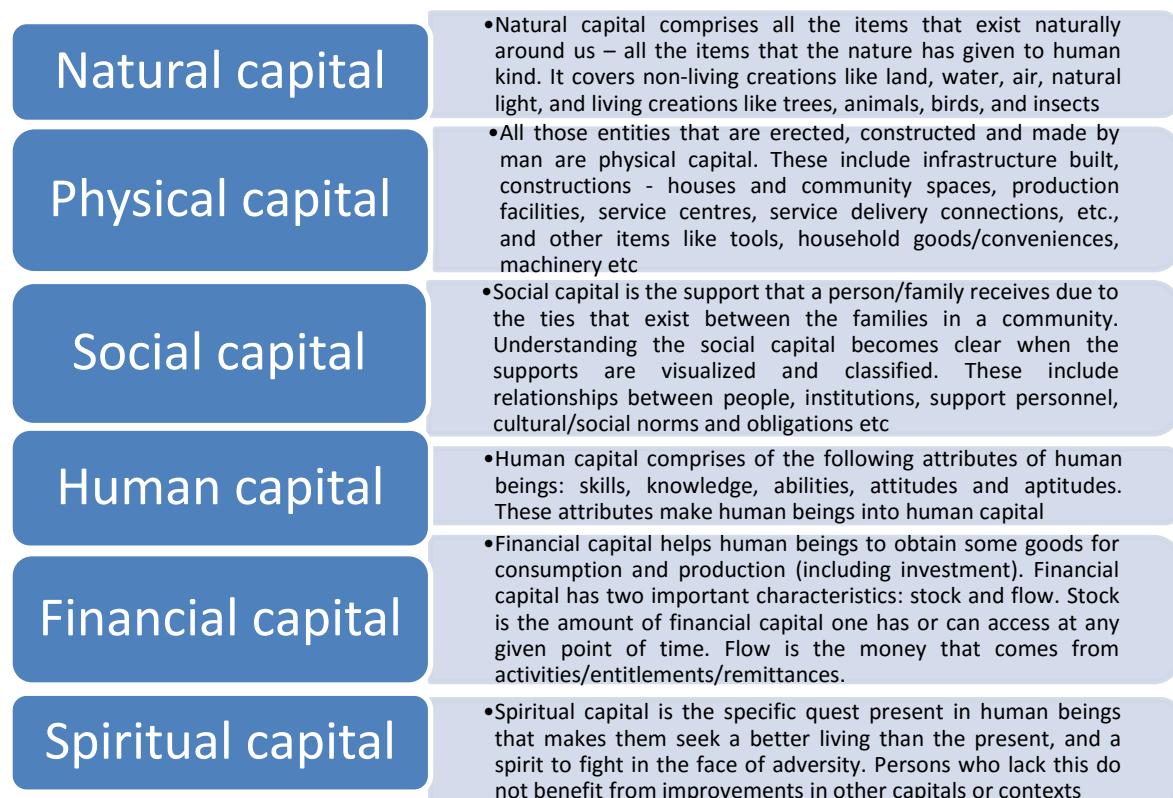 Natural capital
•Natural capital comprises all the items that exist naturally
around us – all the items that the nature has given to human
kind. It covers non-living creations like land, water, air, natural
light, and living creations like trees, animals, birds, and insects
Physical capital
•All those entities that are erected, constructed and made by
man are physical capital. These include infrastructure built,
constructions - houses and community spaces, production
facilities, service centres, service delivery connections, etc.,
and other items like tools, household goods/conveniences,
machinery etc
Social capital
•Social capital is the support that a person/family receives due to
the ties that exist between the families in a community.
Understanding the social capital becomes clear when the
supports are visualized and classified. These include
relationships between people, institutions, support personnel,
cultural/social norms and obligations etc
Human capital
•Human capital comprises of the following attributes of human
beings: skills, knowledge, abilities, attitudes and aptitudes.
These attributes make human beings into human capital
Financial capital
•Financial capital helps human beings to obtain some goods for
consumption and production (including investment). Financial
capital has two important characteristics: stock and flow. Stock
is the amount of financial capital one has or can access at any
given point of time. Flow is the money that comes from
activities/entitlements/remittances.
Spiritual capital
•Spiritual capital is the specific quest present in human beings
that makes them seek a better living than the present, and a
spirit to fight in the face of adversity. Persons who lack this do
not benefit from improvements in other capitals or contexts